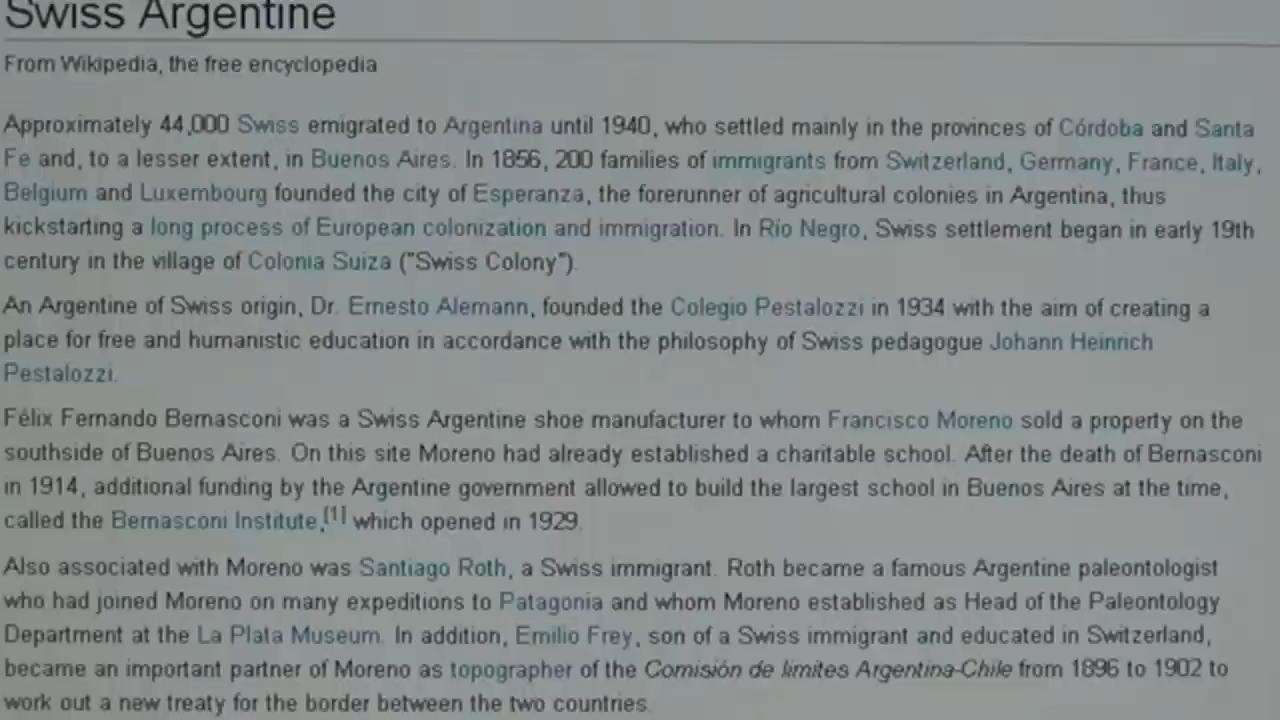 Swiss Argentine
From Wikipedia, the free encyclopedia
Approximately 44,000 Swiss emigrated to Argentina until 1940, who settled mainly in the provinces of Córdoba and Santa
Fe and, to a lesser extent, in Buenos Aires. In 1856, 200 families of immigrants from Switzerland, Germany, France, Italy,
Belgium and Luxembourg founded the city of Esperanza, the forerunner of agricultural colonies in Argentina, thus
kickstarting a long process of European colonization and immigration. In Río Negro, Swiss settlement began in early 19th
century in the village of Colonia Suiza ("Swiss Colony").
An Argentine of Swiss origin, Dr. Ernesto Alemann, founded the Colegio Pestalozzi in 1934 with the aim of creating a
place for free and humanistic education in accordance with the philosophy of Swiss pedagogue Johann Heinrich
Pestalozzi.
Félix Fernando Bernasconi was a Swiss Argentine shoe manufacturer to whom Francisco Moreno sold a property on the
southside of Buenos Aires. On this site Moreno had already established a charitable school. After the death of Bernasconi
in 1914, additional funding by the Argentine government allowed to build the largest school in Buenos Aires at the time,
called the Bernasconi Institute,[1] which opened in 1929.
Also associated with Moreno was Santiago Roth, a Swiss immigrant. Roth became a famous Argentine paleontologist
who had joined Moreno on many expeditions to Patagonia and whom Moreno established as Head of the Paleontology
Department at the La Plata Museum. In addition, Emilio Frey, son of a Swiss immigrant and educated in Switzerland,
became an important partner of Moreno as topographer of the Comisión de límites Argentina-Chile from 1896 to 1902 to
work out a new treaty for the border between the two countries.